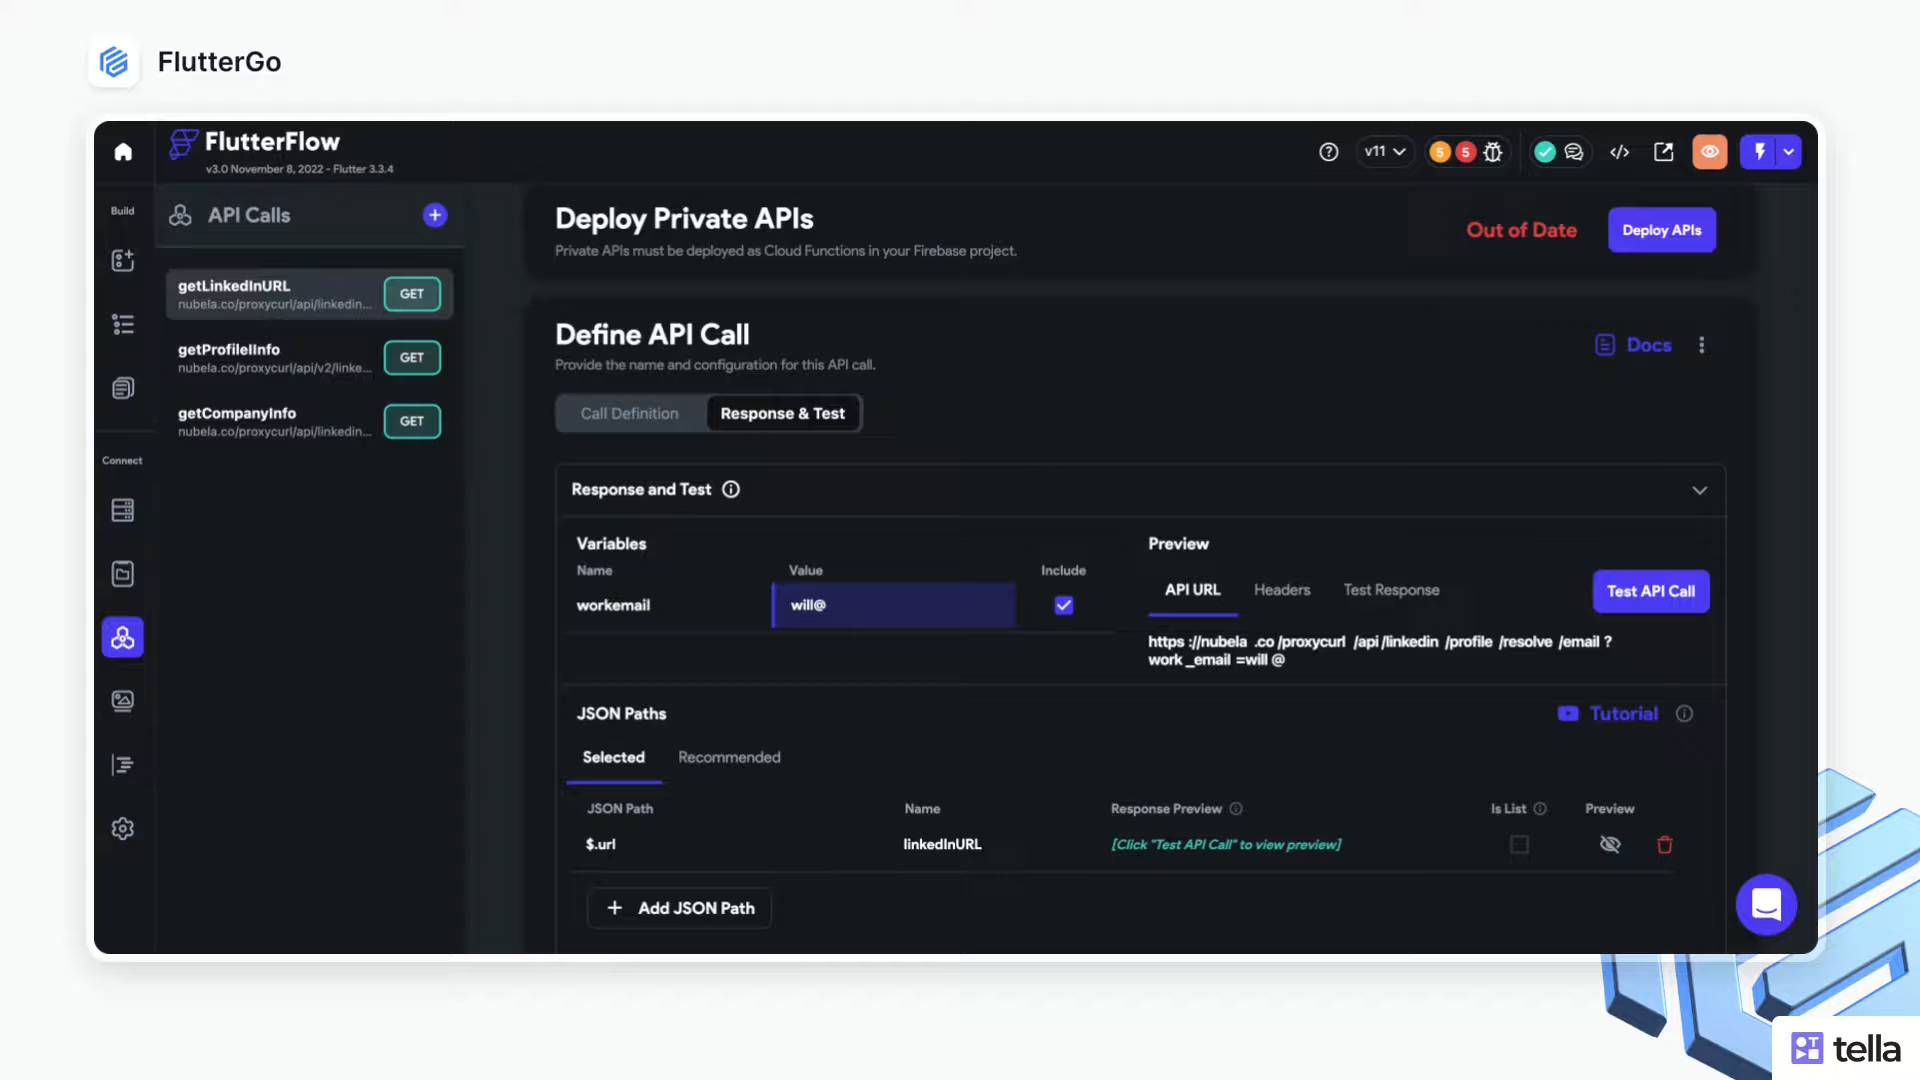 FlutterGo
FlutterFlow
v3.0 November 8, 2022 - Flutter 3.3.4
v11
5
5
Build
API Calls
getLinkedInURL
nubela.co/proxycurl/api/linkedin...
GET
getProfileIInfo
nubela.co/proxycurl/api/v2/linke...
GET
getCompanyInfo
nubela.co/proxycurl/api/linkedin...
GET
Connect
Deploy Private APIs
Private APIs must be deployed as Cloud Functions in your Firebase project.
Out of Date
Deploy APIs
Define API Call
Provide the name and configuration for this API call.
Docs
Call Definition
Response & Test
Response and Test
Variables
Name
Value
Include
workemail
will@
Preview
API URL
Headers
Test Response
Test API Call
https ://nubela .co /proxycurl /api /linkedin /profile /resolve /email ?
work _email =will @
JSON Paths
Tutorial
Selected
Recommended
JSON Path
Name
Response Preview
Is List
Preview
$.url
linkedInURL
[Click "Test API Call" to view preview]
+ Add JSON Path
tella